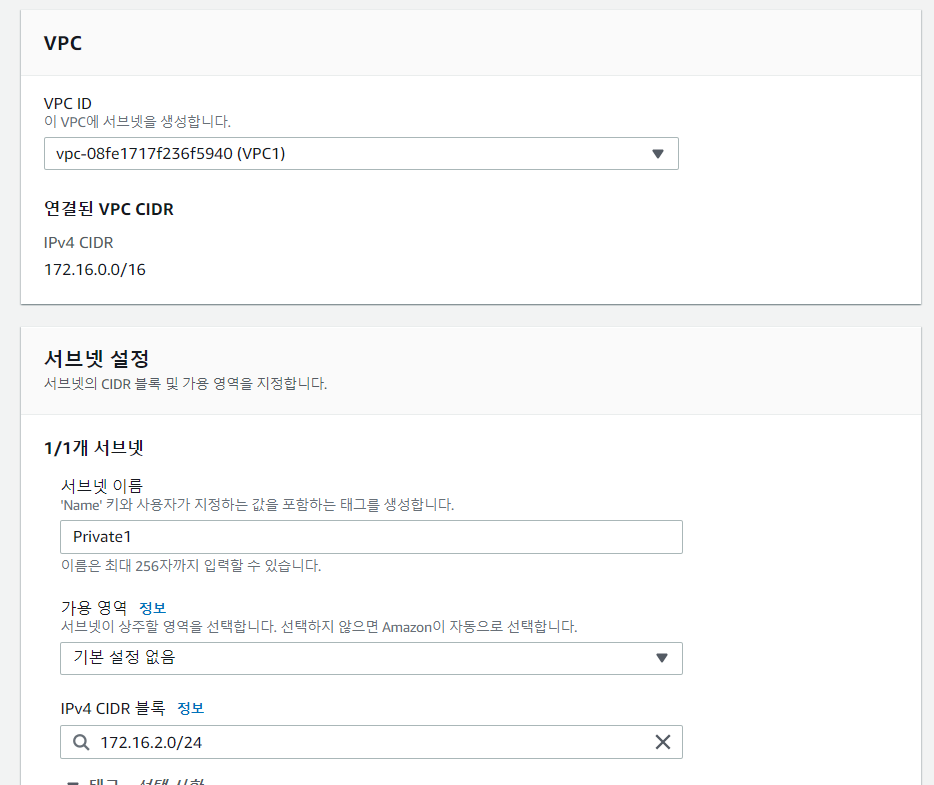 VPC
VPC ID
이 VPC에 서브넷을 생성합니다.
vpc-08fe1717f236f5940 (VPC1)
연결된 VPC CIDR
IPv4 CIDR
172.16.0.0/16
서브넷 설정
서브넷의 CIDR 블록 및 가용 영역을 지정합니다.
1/1개 서브넷
서브넷 이름
'Name' 키와 사용자가 지정하는 값을 포함하는 태그를 생성합니다.
Private1
이름은 최대 256자까지 입력할 수 있습니다.
가용 영역 정보
서브넷이 상주할 영역을 선택합니다. 선택하지 않으면 Amazon이 자동으로 선택합니다.
기본 설정 없음
IPv4 CIDR 블록 정보
172.16.2.0/24